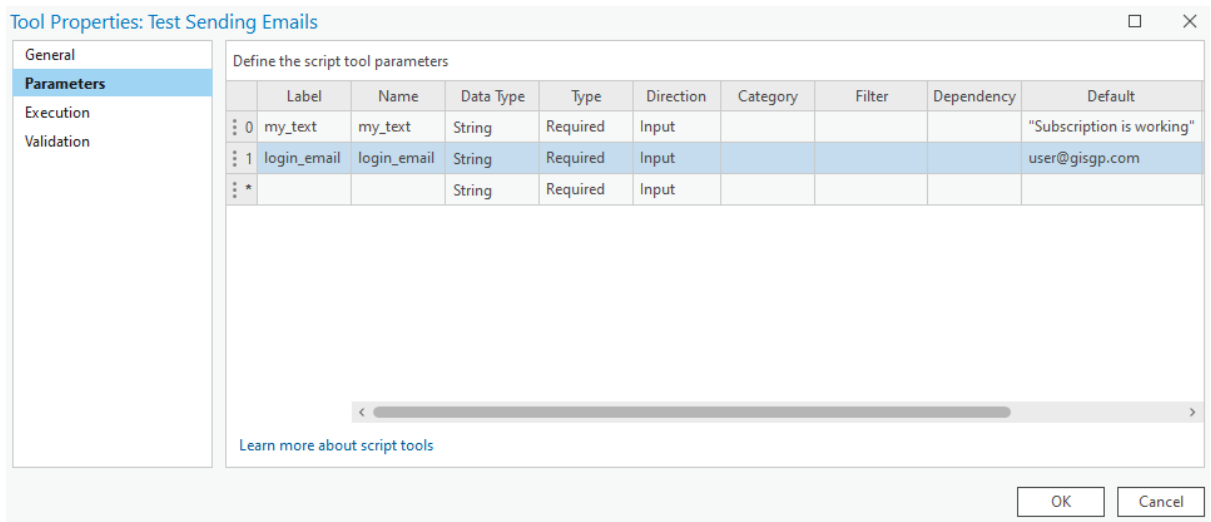 Tool Properties: Test Sending Emails
General
Parameters
Execution
Validation
Define the script tool parameters
Label Name Data Type Type Direction Category Filter Dependency Default
0 my_text my_text String Required Input "Subscription is working"
1 login_email login_email String Required Input user@gisgp.com
* String Required Input
Learn more about script tools
OK Cancel